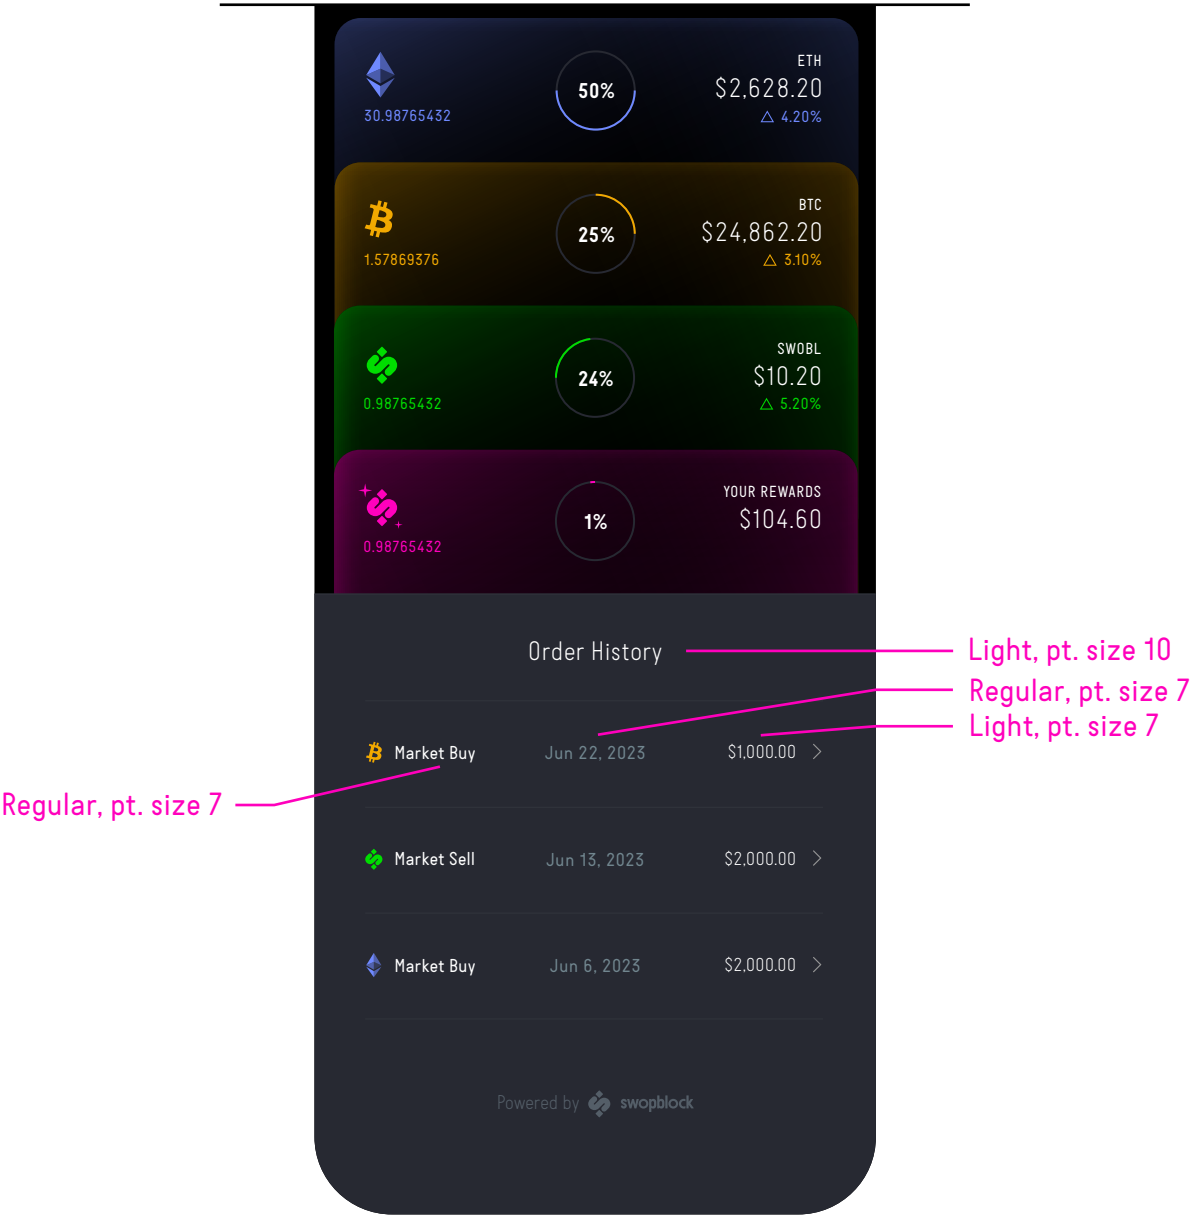 ETH
50%
$2,628.20
30.98765432
△ 4.20%
BTC
25%
$24,862.20
1.57869376
△ 3.10%
SWOBL
24%
$10.20
0.98765432
△ 5.20%
YOUR REWARDS
1%
$104.60
0.98765432
Order History
Light, pt. size 10
Regular, pt. size 7
Light, pt. size 7
Market Buy
Jun 22, 2023
$1,000.00
Regular, pt. size 7
Market Sell
Jun 13, 2023
$2,000.00
Market Buy
Jun 6, 2023
$2,000.00
Powered by swopblock